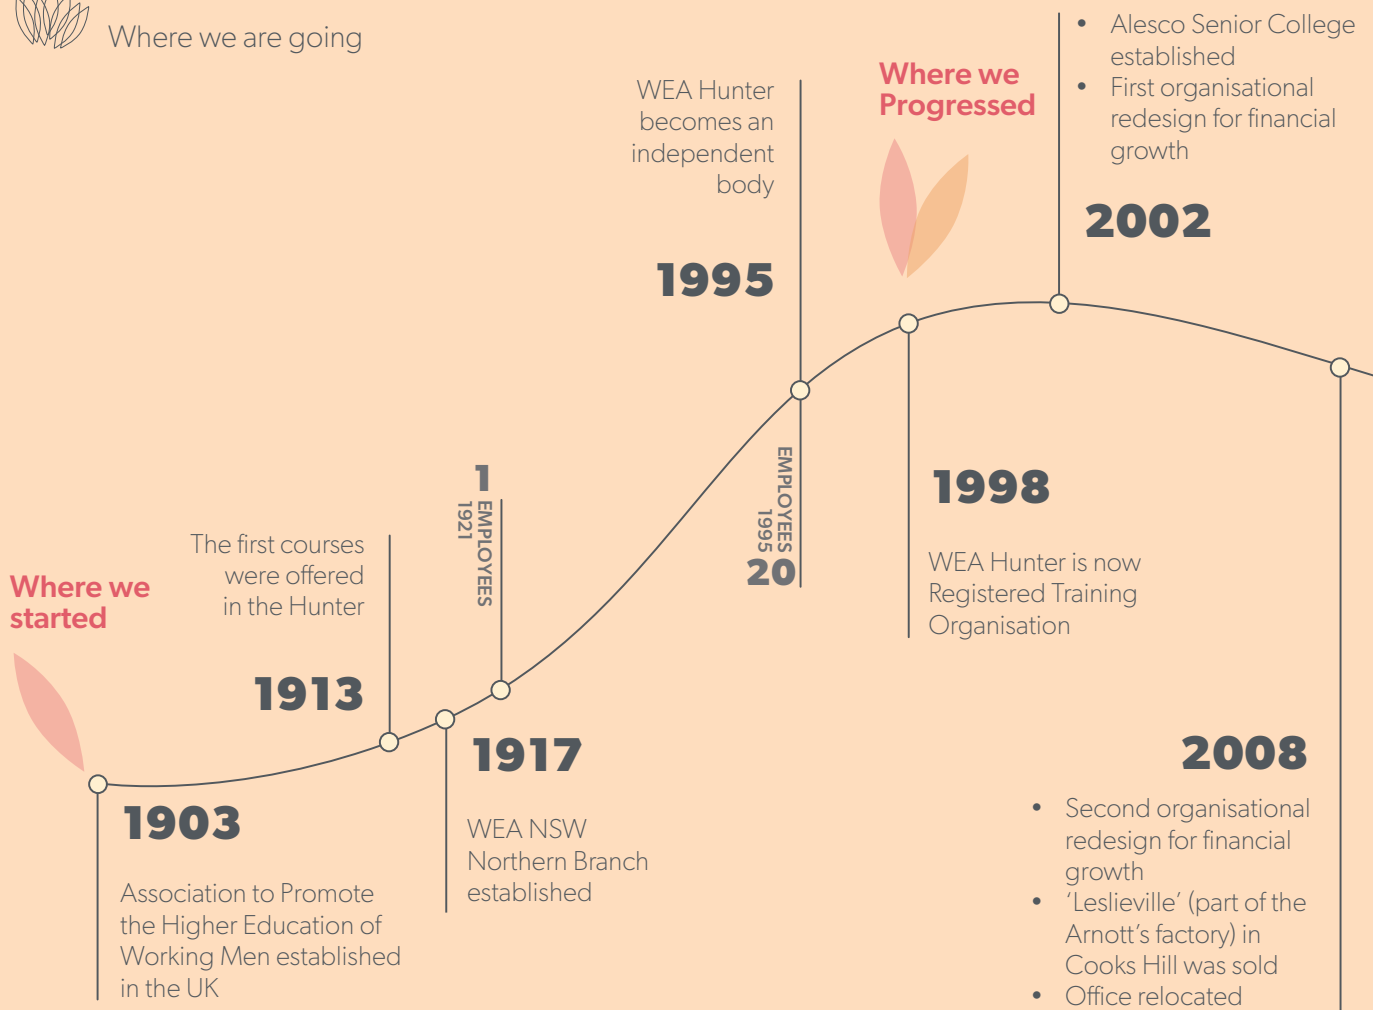 Where we are going
Where we
started
1903
Association to Promote
the Higher Education of
Working Men established
in the UK
The first courses
were offered
in the Hunter
1913
1917
WEA NSW
Northern Branch
established
1
EMPLOYEES
1921
WEA Hunter
becomes an
independent
body
1995
EMPLOYEES
1995
20
Where we
Progressed
1998
WEA Hunter is now
Registered Training
Organisation
• Alesco Senior College
established
• First organisational
redesign for financial
growth
2002
2008
• Second organisational
redesign for financial
growth
• ‘Leslieville’ (part of the
Arnott’s factory) in
Cooks Hill was sold
• Office relocated